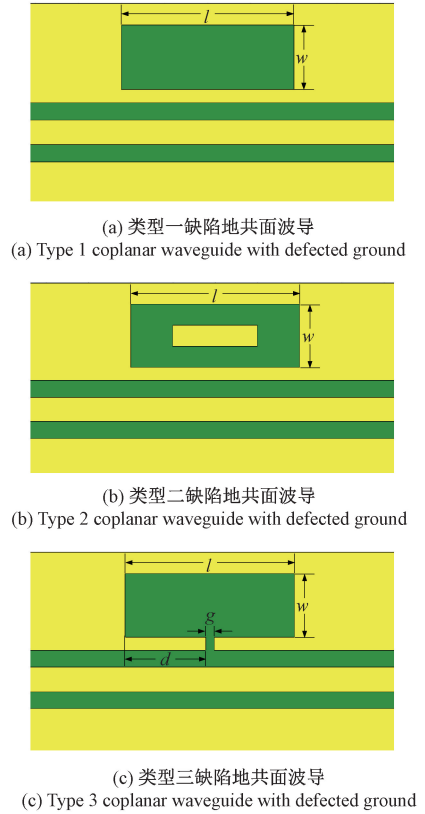 l
w
(a) 类型一缺陷地共面波导
(a) Type 1 coplanar waveguide with defected ground
l
w
(b) 类型二缺陷地共面波导
(b) Type 2 coplanar waveguide with defected ground
l
w
g
d
(c) 类型三缺陷地共面波导
(c) Type 3 coplanar waveguide with defected ground